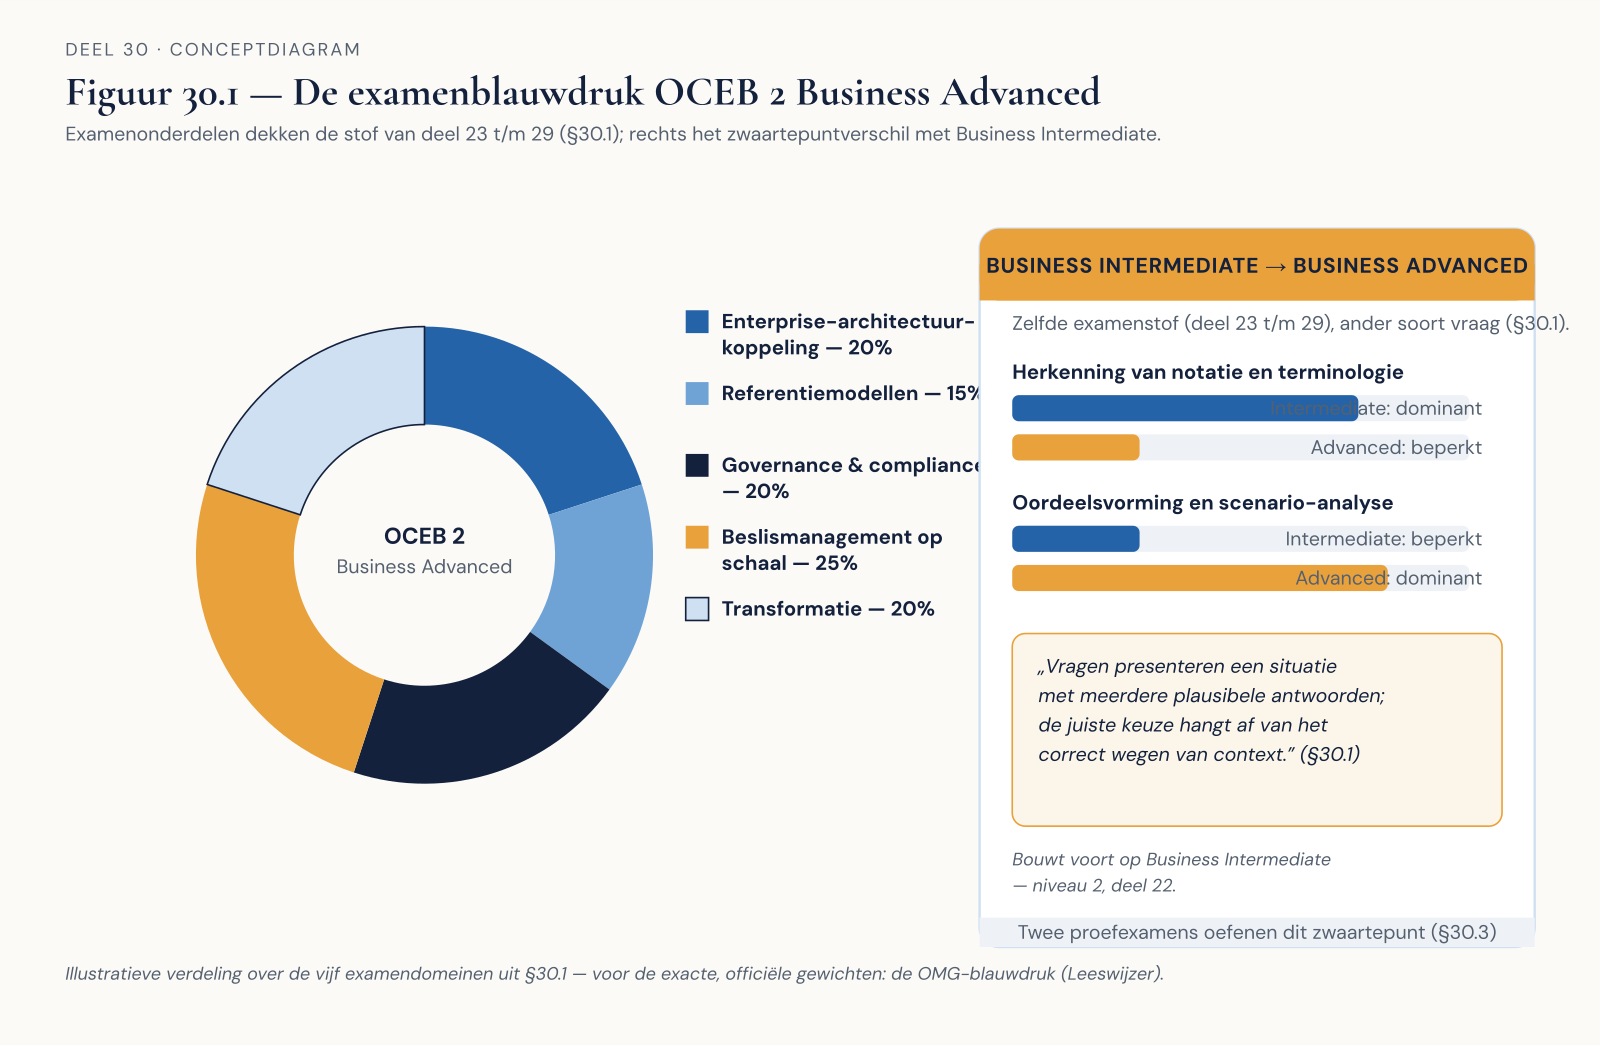 DEEL 30 · CONCEPTDIAGRAM
Figuur 30.1 — De examenblauwdruk OCEB 2 Business Advanced
Examenonderdelen dekken de stof van deel 23 t/m 29 (§30.1); rechts het zwaartepuntverschil met Business Intermediate.
OCEB 2
Business Advanced
Enterprise-architectuur-
koppeling — 20%
Referentiemodellen — 15%
Governance & compliance
— 20%
Beslismanagement op
schaal — 25%
Transformatie — 20%
BUSINESS INTERMEDIATE → BUSINESS ADVANCED
Zelfde examenstof (deel 23 t/m 29), ander soort vraag (§30.1).
Herkenning van notatie en terminologie
Intermediate: dominant
Advanced: beperkt
Oordeelsvorming en scenario-analyse
Intermediate: beperkt
Advanced: dominant
„Vragen presenteren een situatie
met meerdere plausibele antwoorden;
de juiste keuze hangt af van het
correct wegen van context.” (§30.1)
Bouwt voort op Business Intermediate
— niveau 2, deel 22.
Twee proefexamens oefenen dit zwaartepunt (§30.3)
Illustratieve verdeling over de vijf examendomeinen uit §30.1 — voor de exacte, officiële gewichten: de OMG-blauwdruk (Leeswijzer).